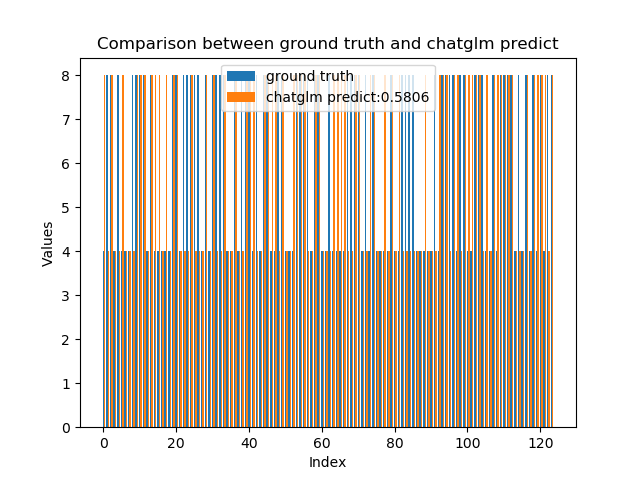 Comparison between ground truth and chatglm predict
ground truth
chatglm predict:0.5806
Values
8
7
6
5
4
3
2
1
0
0 20 40 60 80 100 120
Index